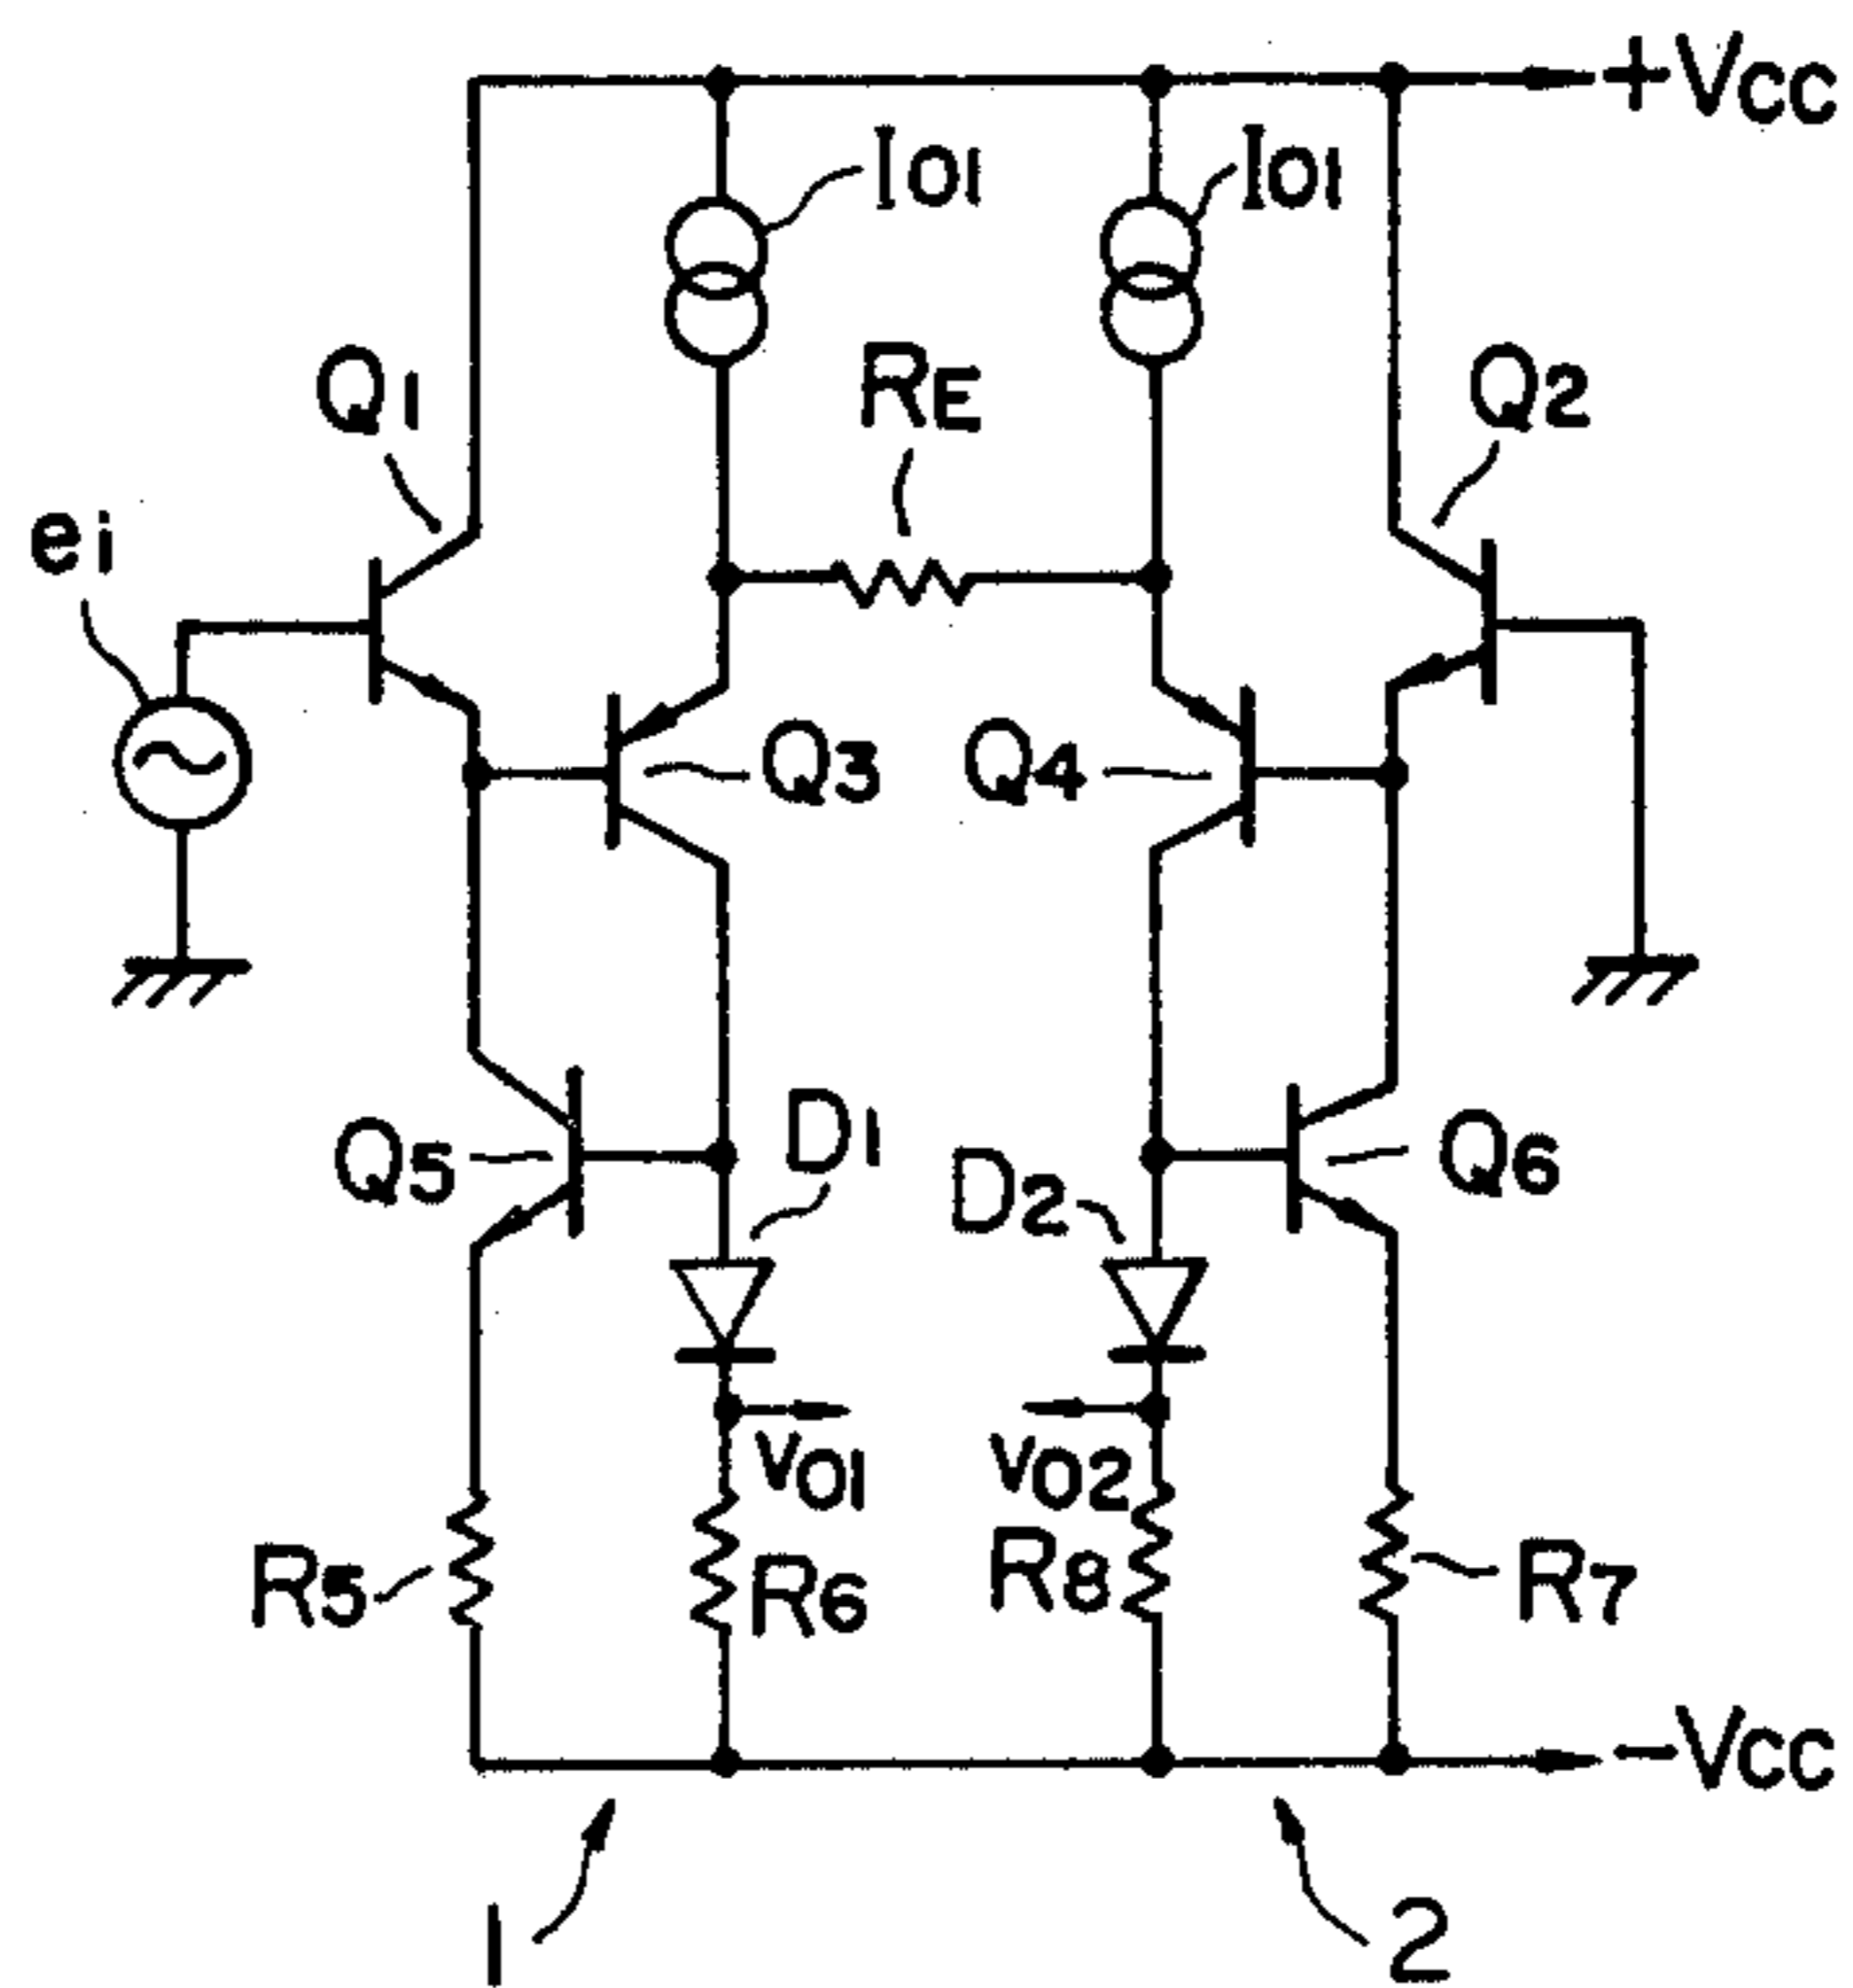 +Vcc
I01 I01
Q1 RE Q2
ei
Q3 Q4
Q5 D1 D2 Q6
v01 v02
R5 R6 R8 R7
-Vcc
1 2